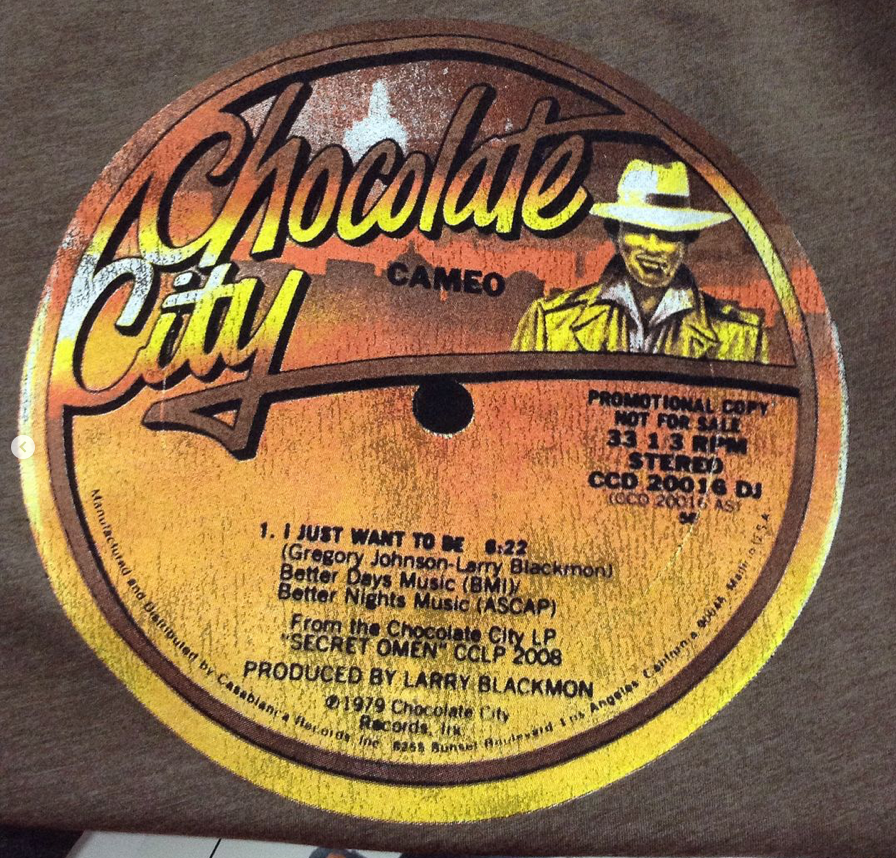 Chocolate
City
CAMEO
PROMOTIONAL COPY
NOT FOR SALE
33 1 3 RPM
STEREO
CCD 20016 DJ
(CCD 20016 AS)
1. I JUST WANT TO BE 6:22
(Gregory Johnson-Larry Blackmon)
Better Days Music (BMI)/
Better Nights Music (ASCAP)
From the Chocolate City LP
"SECRET OMEN" CCLP 2008
PRODUCED BY LARRY BLACKMON
℗1979 Chocolate City
Records, Inc.
Manufactured and Distributed by Casablanca Records, Inc. 8255 Sunset Boulevard Los Angeles California 90046 Made in U.S.A.